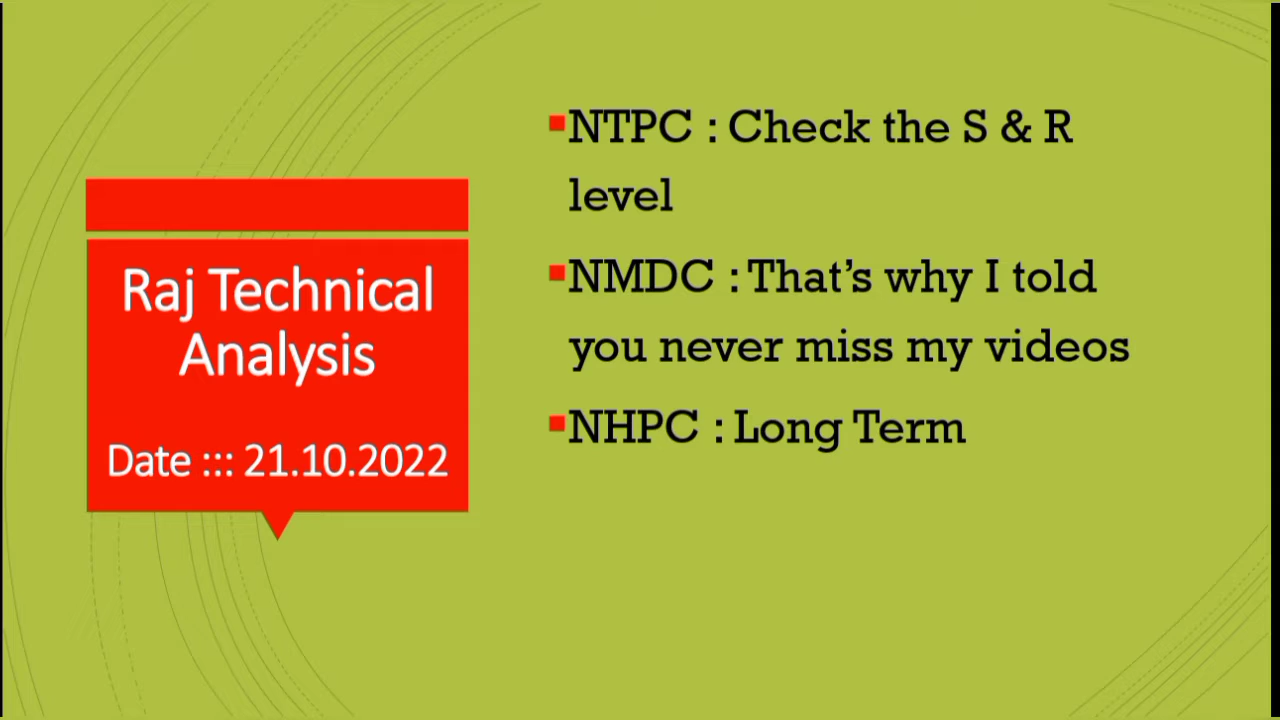 Raj Technical
Analysis
Date ::: 21.10.2022
NTPC : Check the S & R
level
NMDC : That’s why I told
you never miss my videos
NHPC : Long Term